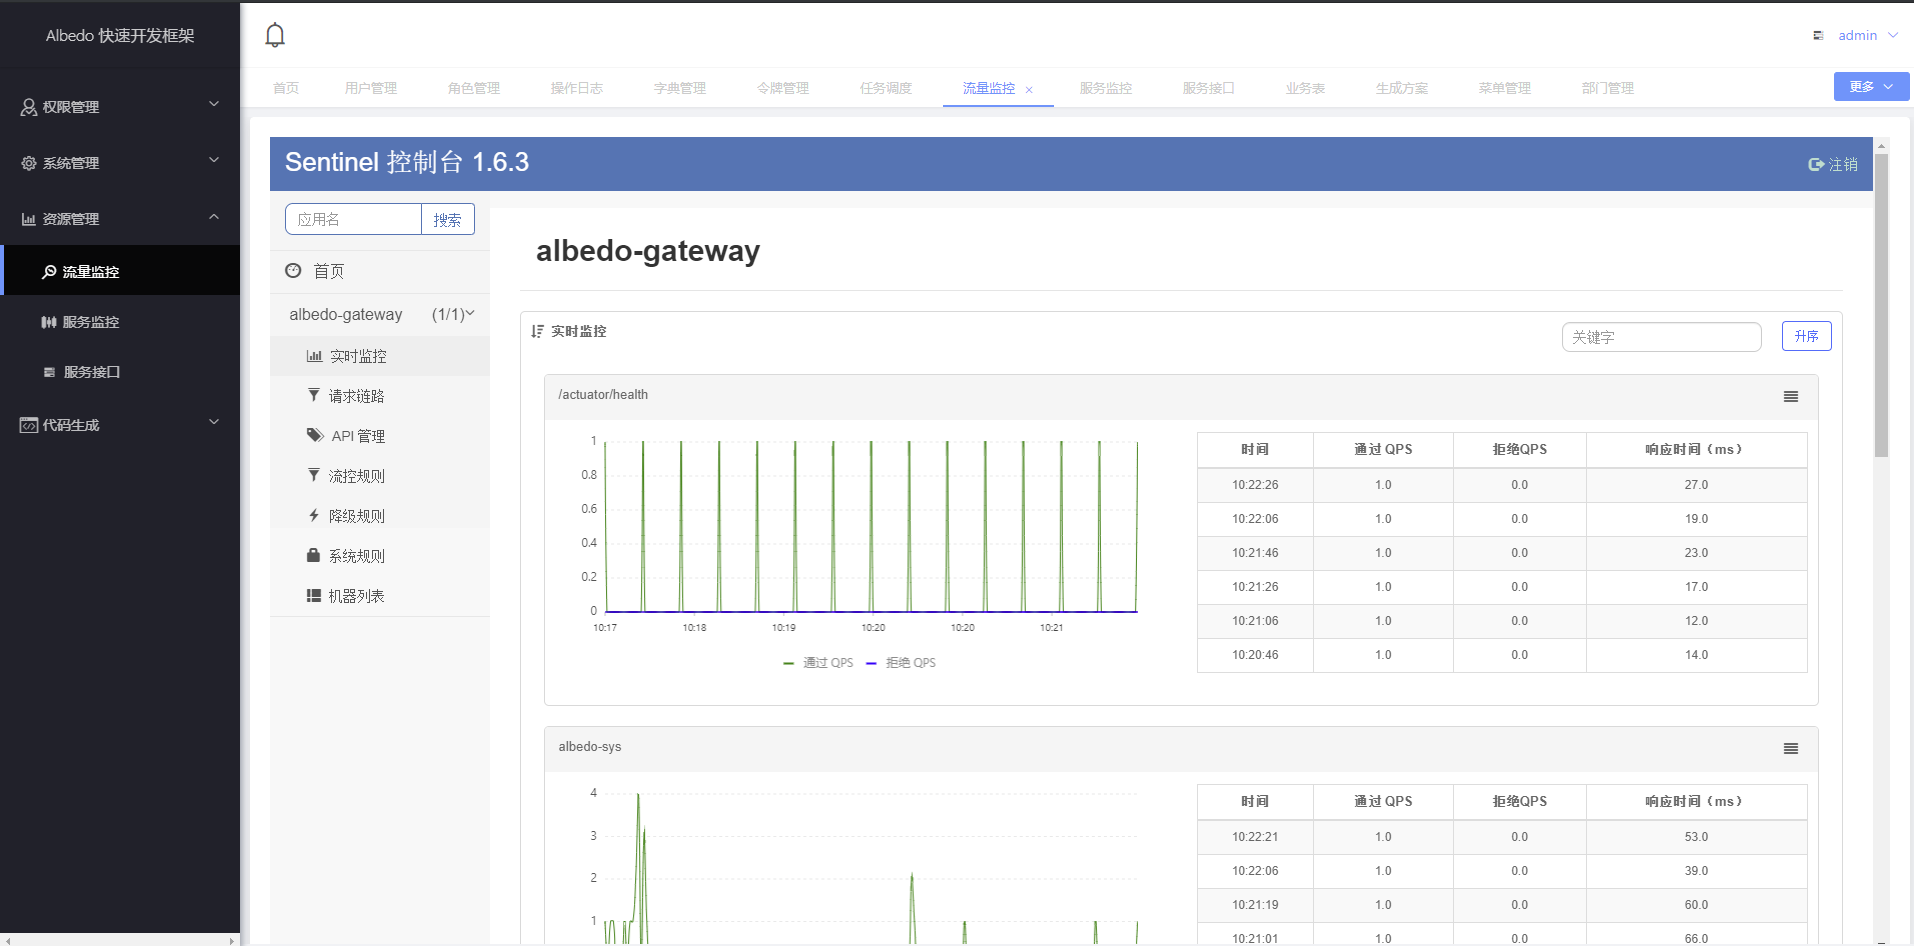 Albedo 快速开发框架
admin
首页 用户管理 角色管理 操作日志 字典管理 令牌管理 任务调度 流量监控 × 服务监控 服务接口 业务表 生成方案 菜单管理 部门管理 更多
权限管理
系统管理
资源管理
流量监控
服务监控
服务接口
代码生成
Sentinel 控制台 1.6.3
注销
应用名 搜索
首页
albedo-gateway (1/1)
实时监控
请求链路
API 管理
流控规则
降级规则
系统规则
机器列表
albedo-gateway
实时监控
关键字 升序
/actuator/health
1
0.8
0.6
0.4
0.2
0
10:17 10:18 10:19 10:20 10:20 10:21
通过 QPS 拒绝 QPS
时间 通过 QPS 拒绝QPS 响应时间（ms）
10:22:26 1.0 0.0 27.0
10:22:06 1.0 0.0 19.0
10:21:46 1.0 0.0 23.0
10:21:26 1.0 0.0 17.0
10:21:06 1.0 0.0 12.0
10:20:46 1.0 0.0 14.0
albedo-sys
4
3
2
1
时间 通过 QPS 拒绝QPS 响应时间（ms）
10:22:21 1.0 0.0 53.0
10:22:06 1.0 0.0 39.0
10:21:19 1.0 0.0 60.0
10:21:01 1.0 0.0 66.0